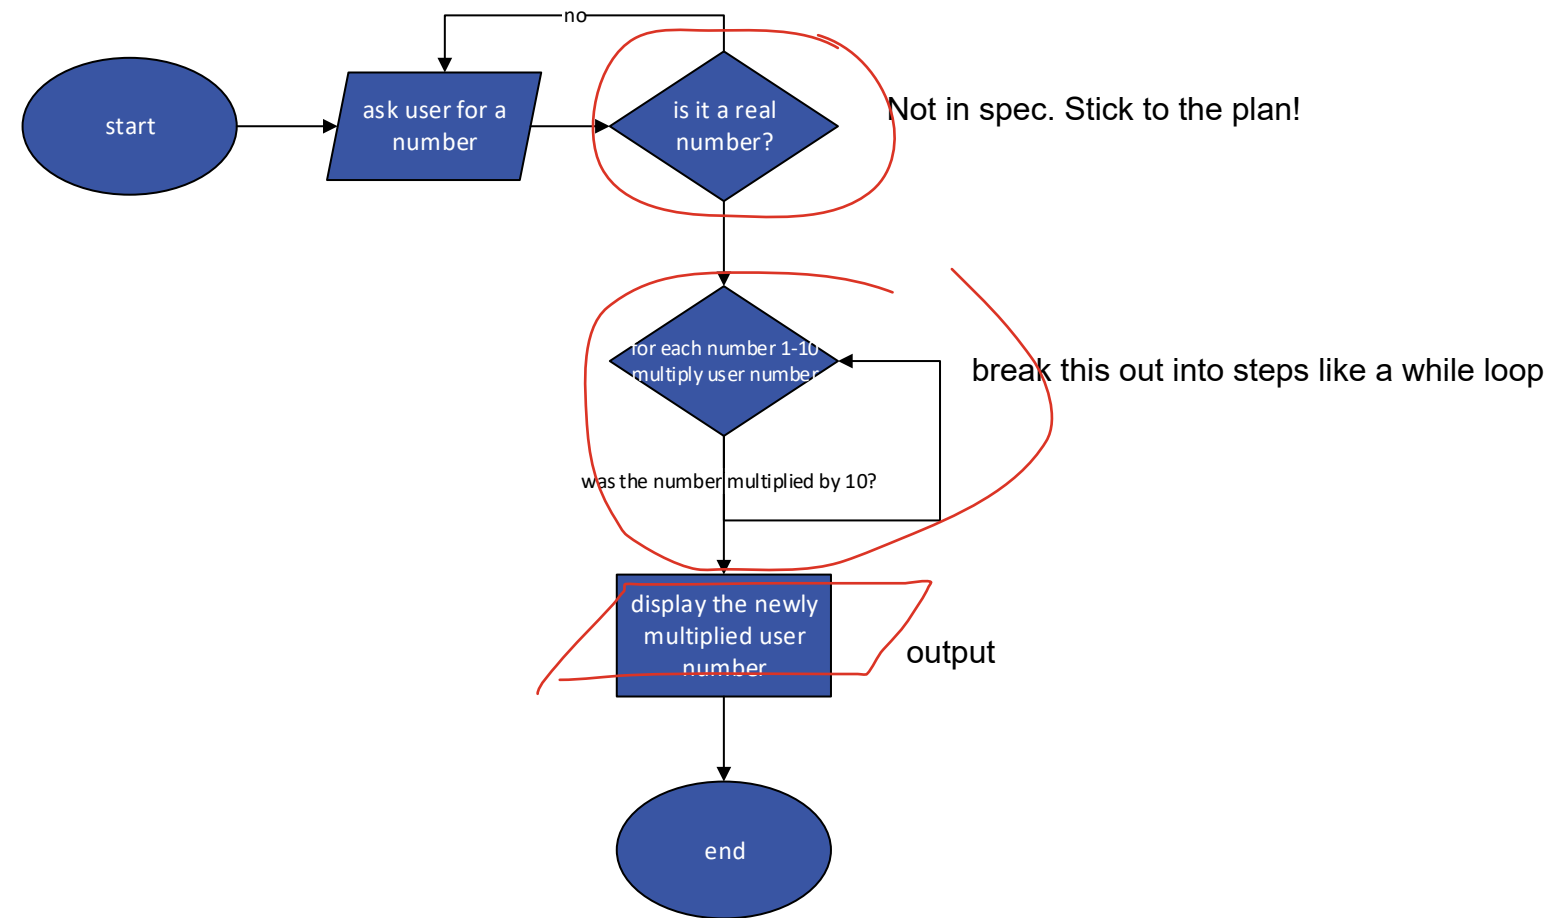 no
start
ask user for a
number
is it a real
number?
Not in spec. Stick to the plan!
for each number 1-10
multiply user number
break this out into steps like a while loop
was the number multiplied by 10?
display the newly
multiplied user
number
output
end